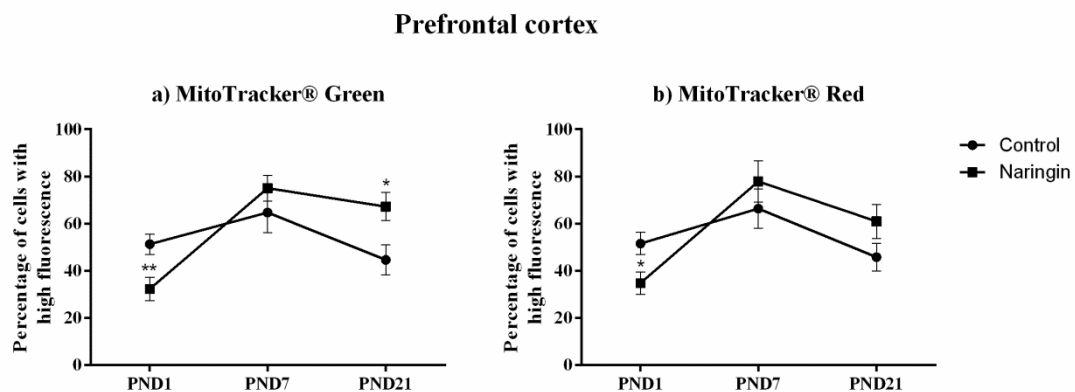 Prefrontal cortex
a) MitoTracker® Green
Percentage of cells with
high fluorescence
100
80
60
40
20
0
**
*
PND1 PND7 PND21
b) MitoTracker® Red
Percentage of cells with
high fluorescence
100
80
60
40
20
0
*
PND1 PND7 PND21
Control
Naringin